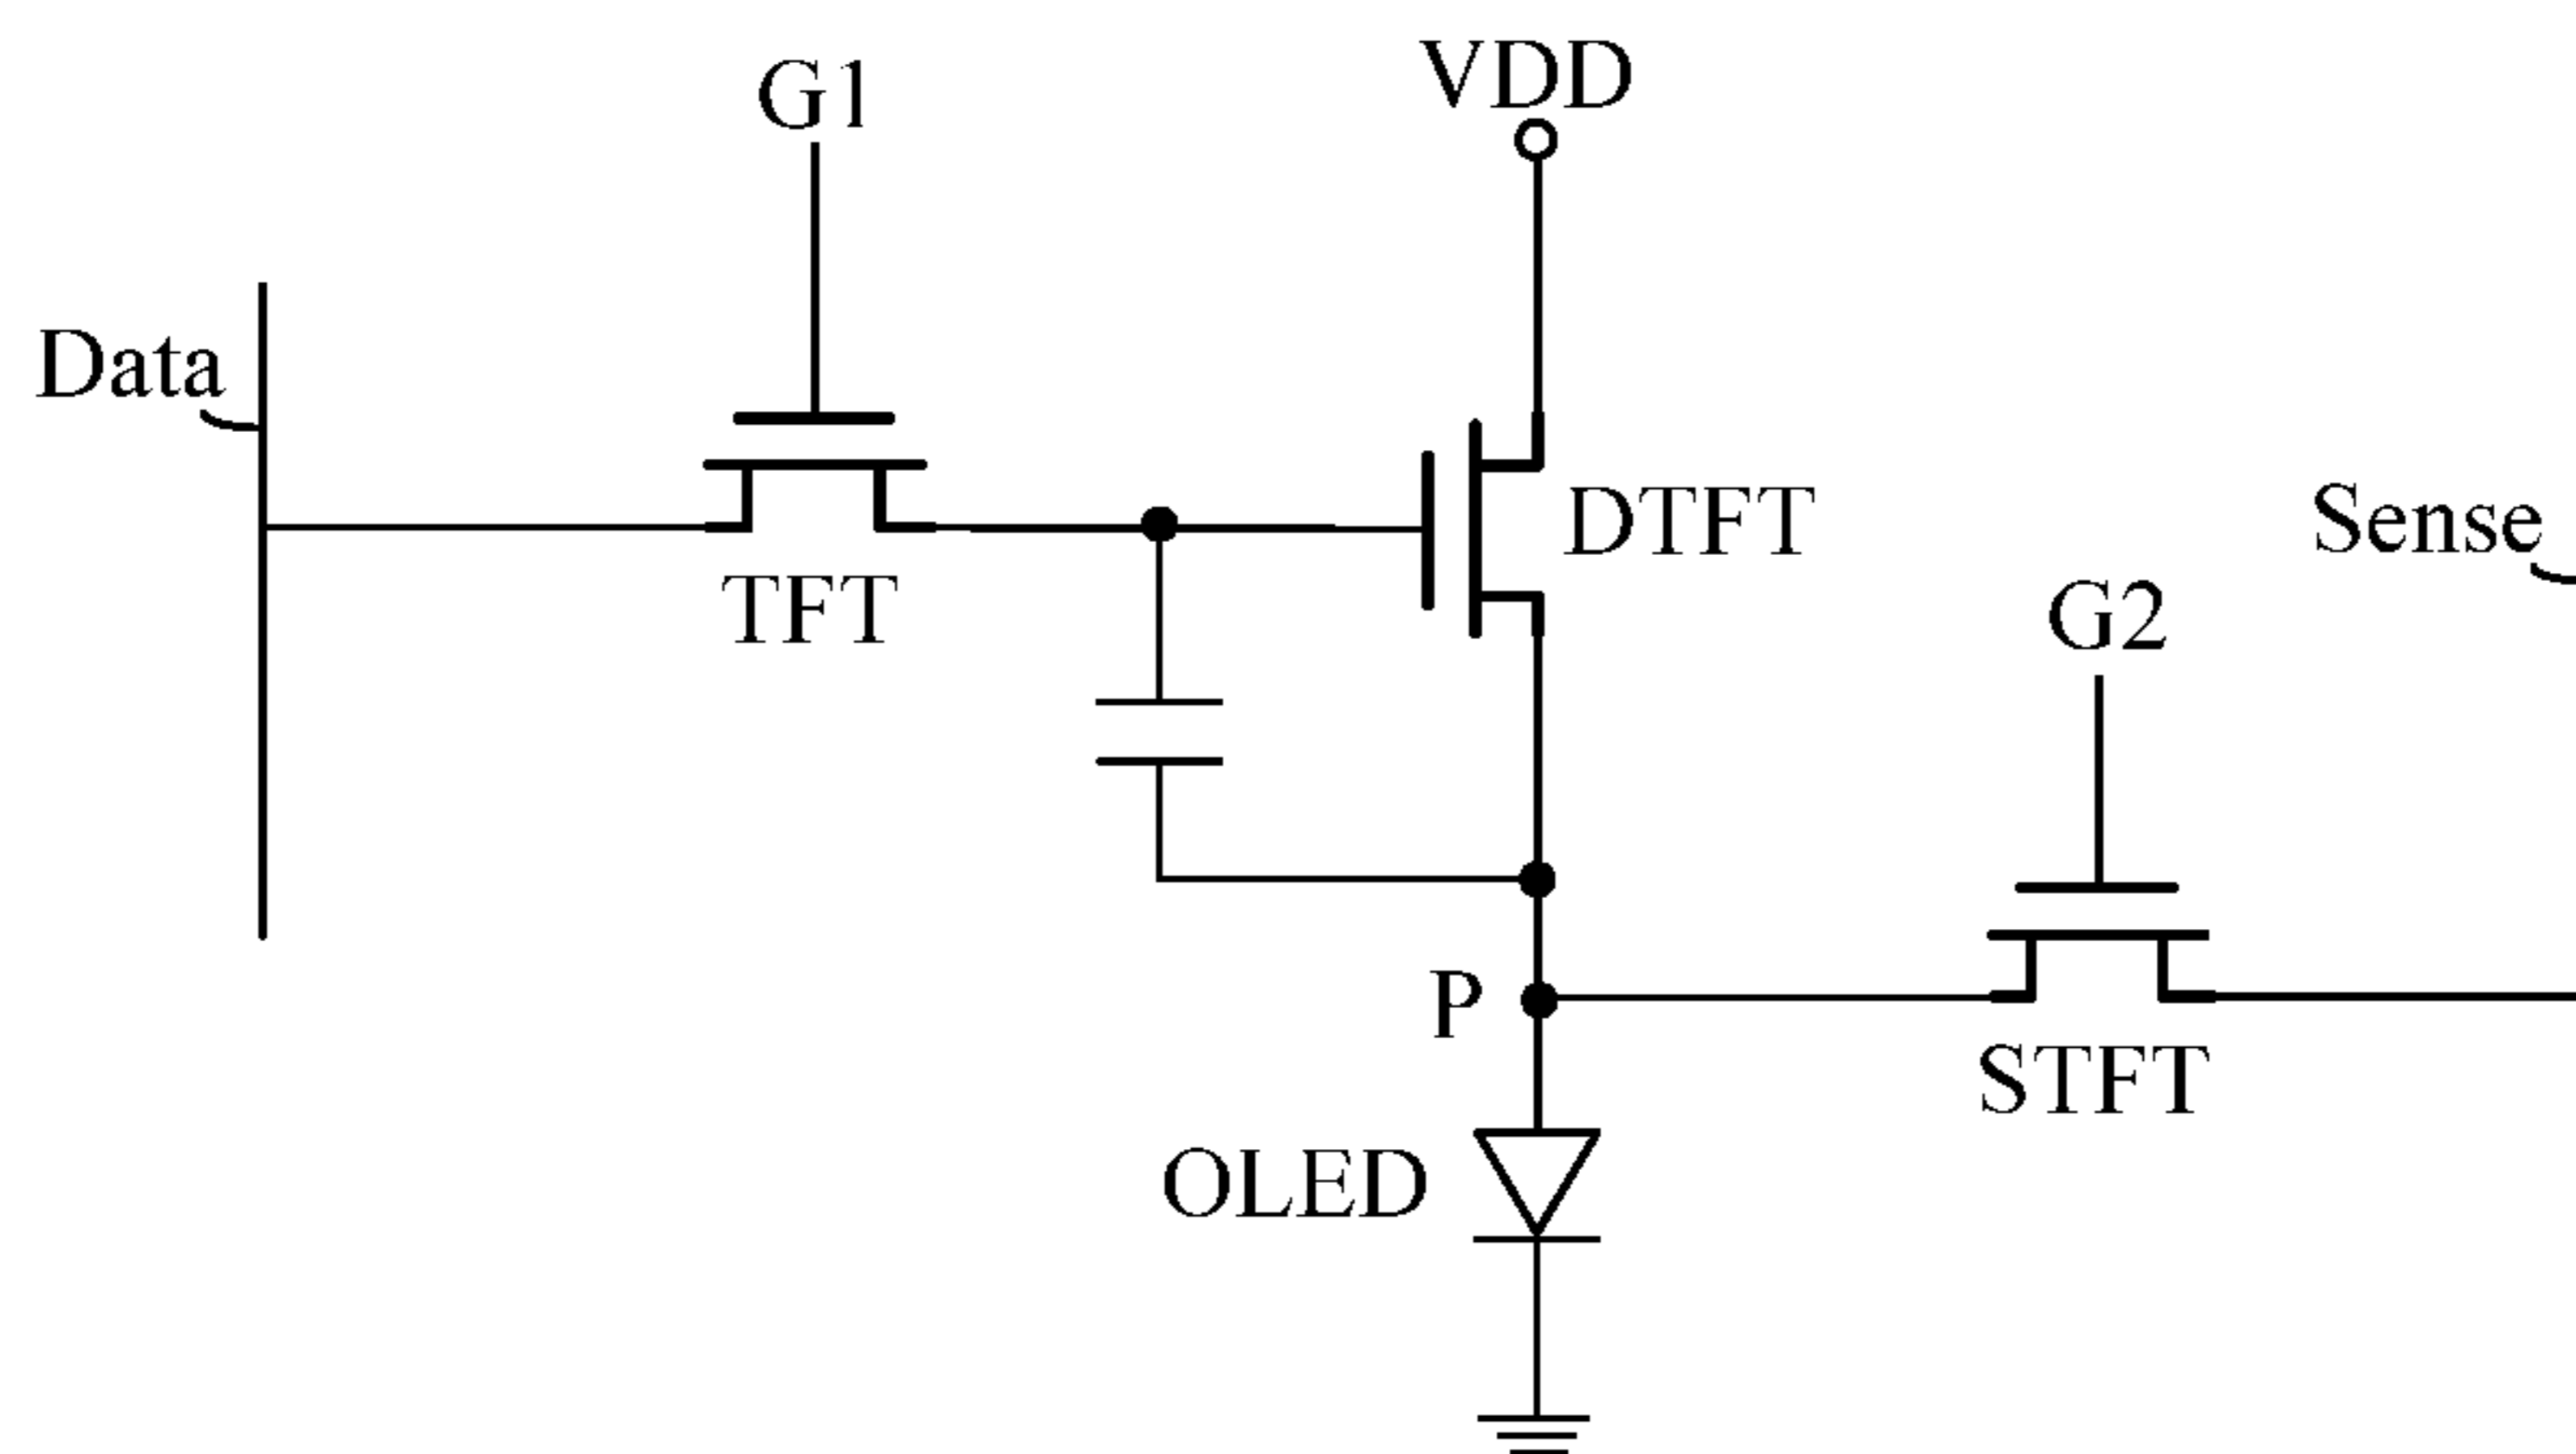 VDD
G1
Data
DTFT
Sense
TFT
G2
P
STFT
OLED